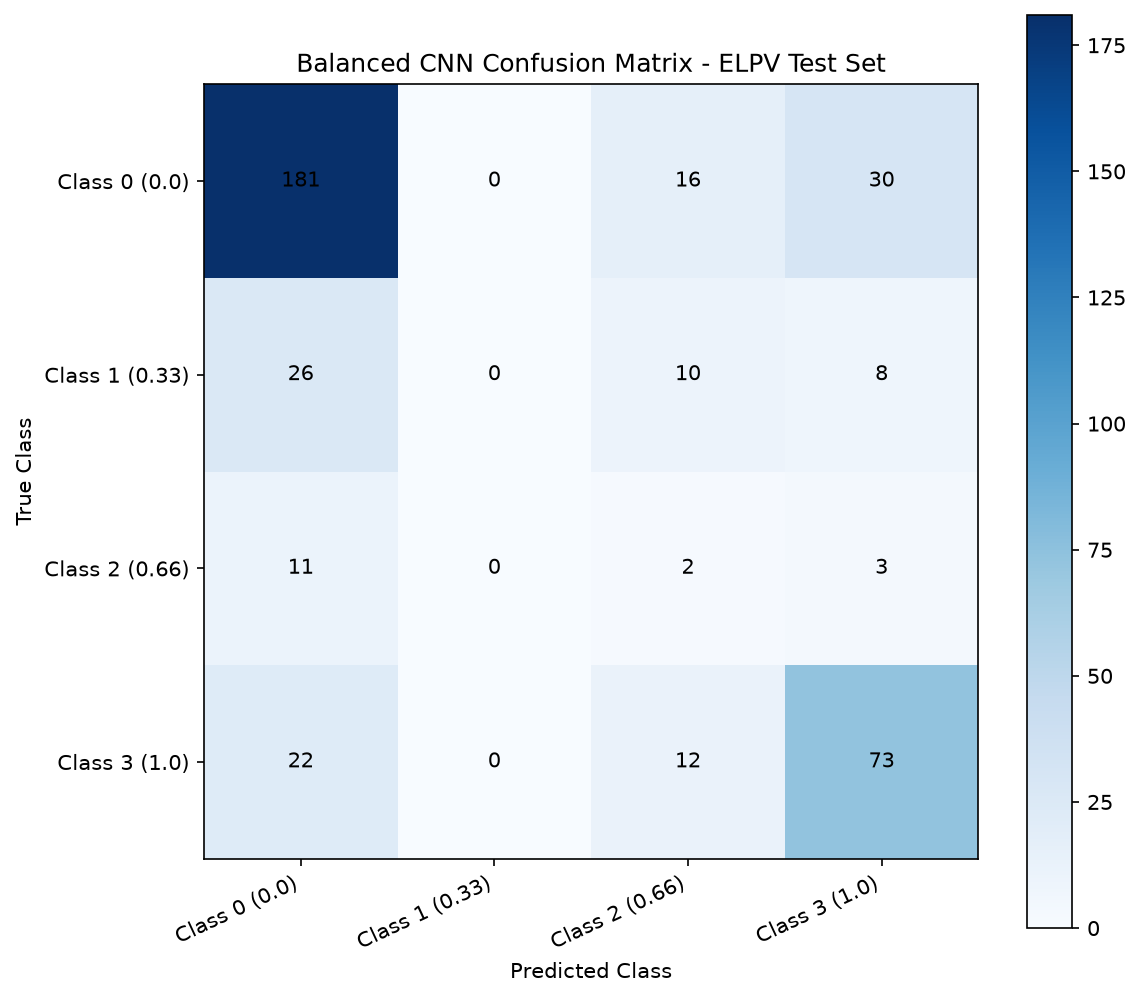 Balanced CNN Confusion Matrix - ELPV Test Set
True Class
Class 0 (0.0)
181 0 16 30
Class 1 (0.33)
26 0 10 8
Class 2 (0.66)
11 0 2 3
Class 3 (1.0)
22 0 12 73
Class 0 (0.0)
Class 1 (0.33)
Class 2 (0.66)
Class 3 (1.0)
Predicted Class
175
150
125
100
75
50
25
0